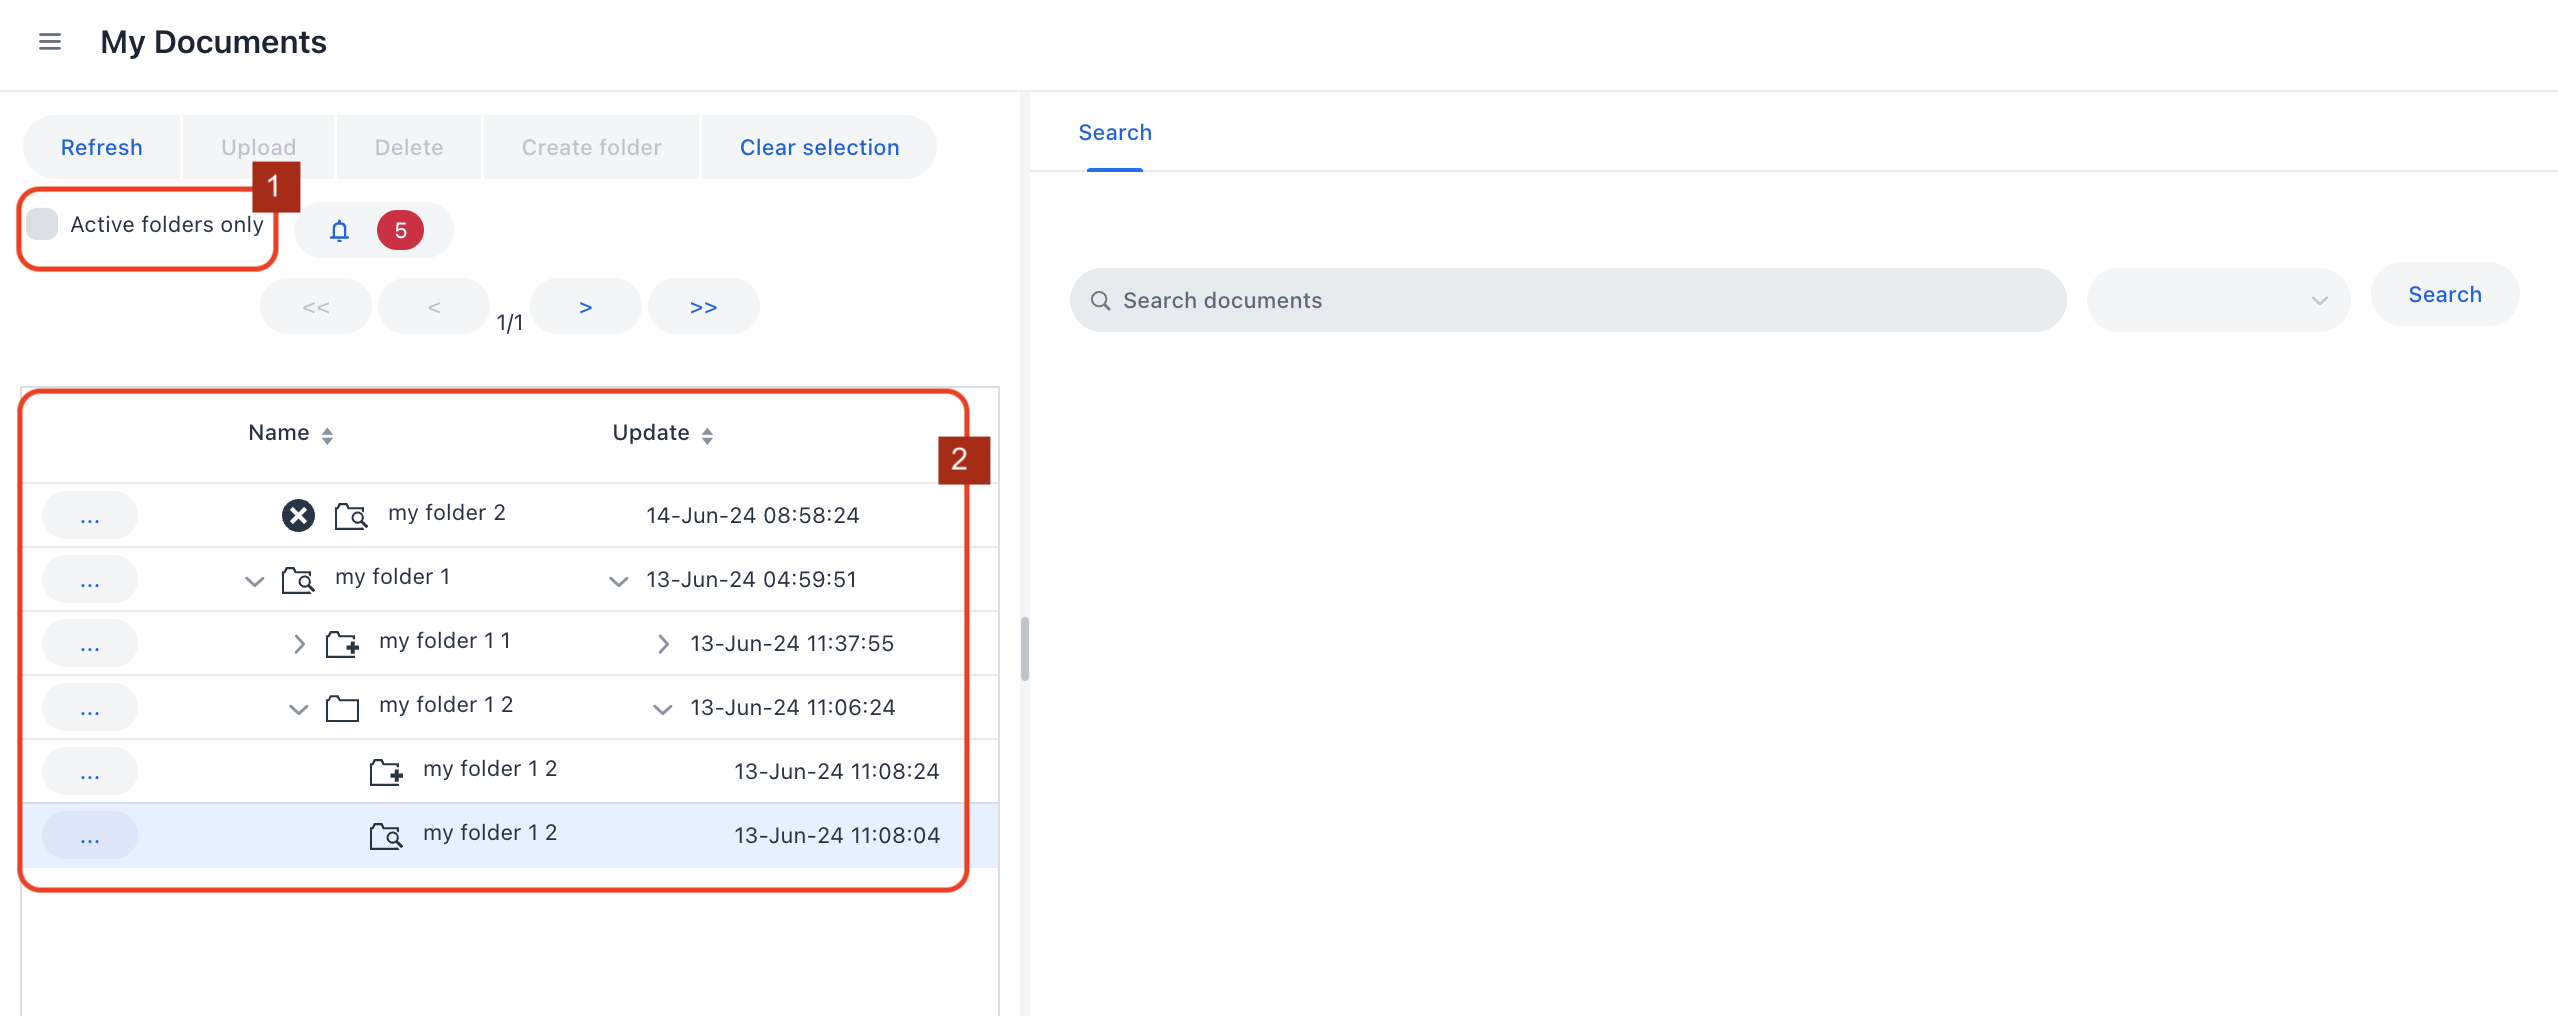 My Documents
Refresh Upload Delete Create folder Clear selection
1
Active folders only 5
<< < 1/1 > >>
Name Update
2
... my folder 2 14-Jun-24 08:58:24
... my folder 1 13-Jun-24 04:59:51
... my folder 1 1 13-Jun-24 11:37:55
... my folder 1 2 13-Jun-24 11:06:24
... my folder 1 2 13-Jun-24 11:08:24
... my folder 1 2 13-Jun-24 11:08:04
Search
Search documents Search